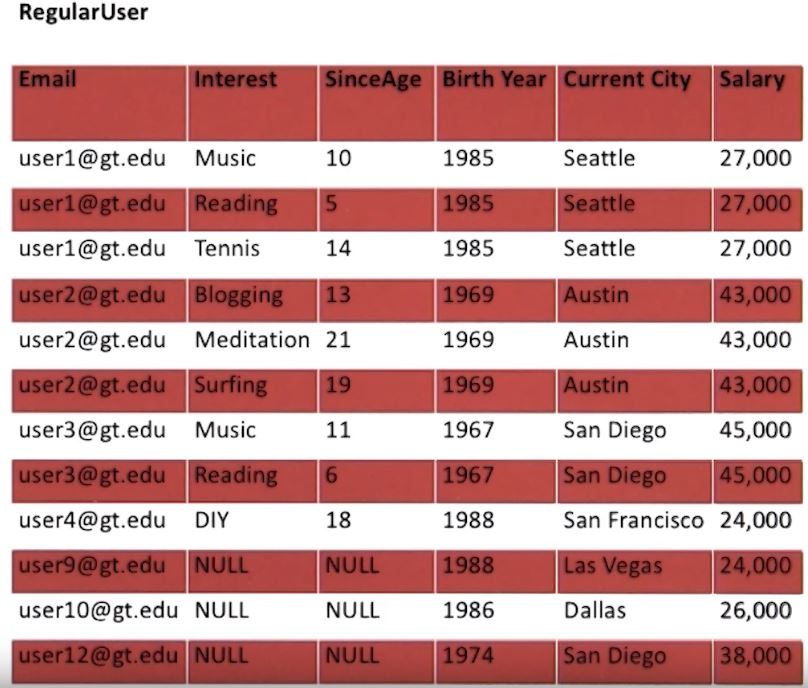 RegularUser
Email Interest SinceAge Birth Year Current City Salary
user1@gt.edu Music 10 1985 Seattle 27,000
user1@gt.edu Reading 5 1985 Seattle 27,000
user1@gt.edu Tennis 14 1985 Seattle 27,000
user2@gt.edu Blogging 13 1969 Austin 43,000
user2@gt.edu Meditation 21 1969 Austin 43,000
user2@gt.edu Surfing 19 1969 Austin 43,000
user3@gt.edu Music 11 1967 San Diego 45,000
user3@gt.edu Reading 6 1967 San Diego 45,000
user4@gt.edu DIY 18 1988 San Francisco 24,000
user9@gt.edu NULL NULL 1988 Las Vegas 24,000
user10@gt.edu NULL NULL 1986 Dallas 26,000
user12@gt.edu NULL NULL 1974 San Diego 38,000